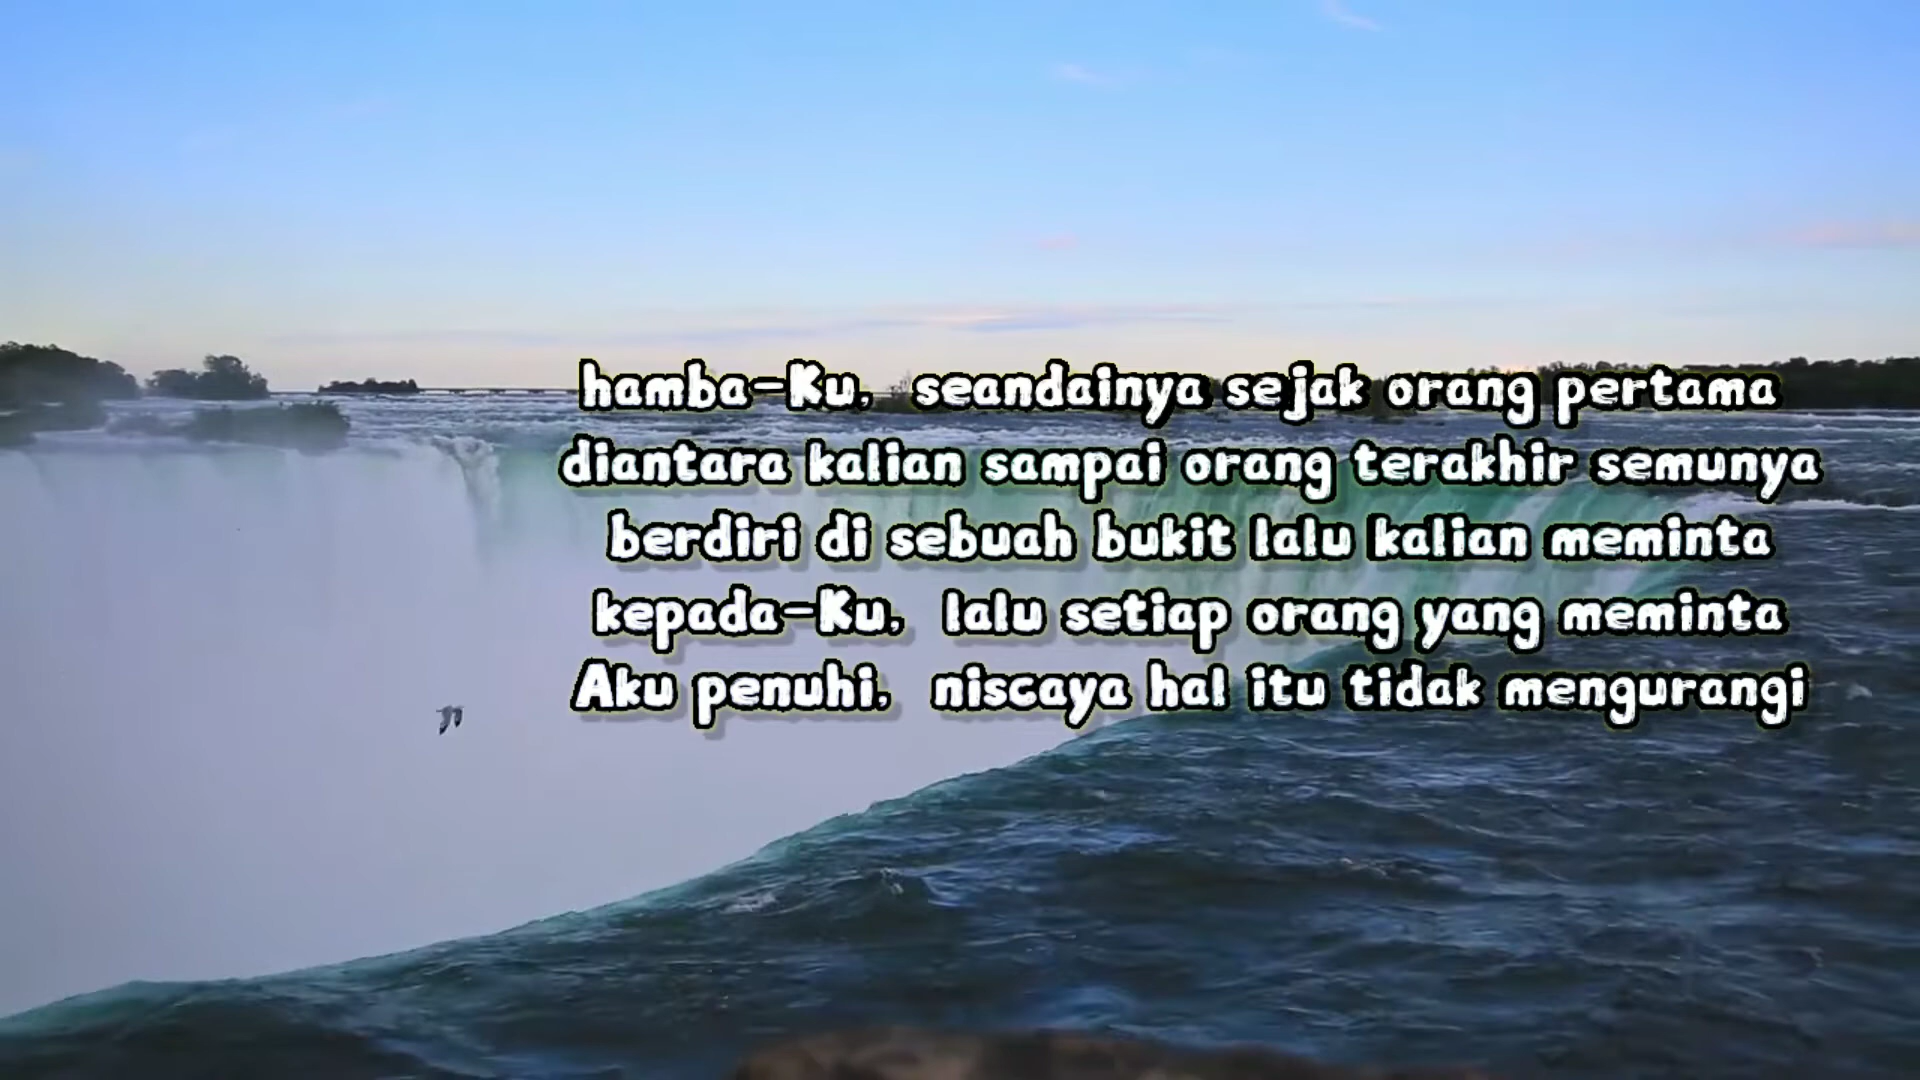 hamba-Ku, seandainya sejak orang pertama
diantara kalian sampai orang terakhir semunya
berdiri di sebuah bukit lalu kalian meminta
kepada-Ku, lalu setiap orang yang meminta
Aku penuhi, niscaya hal itu tidak mengurangi